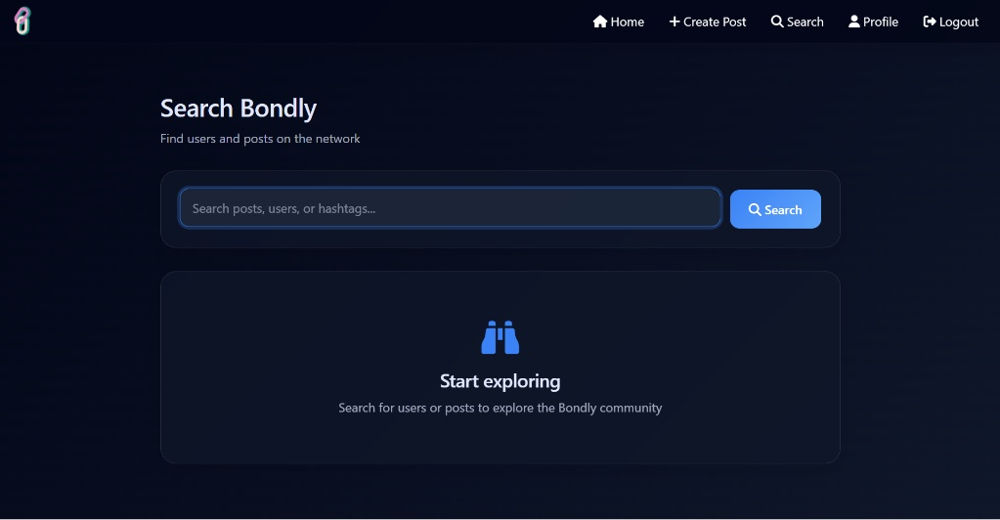 Home
Create Post
Search
Profile
Logout
Search Bondly
Find users and posts on the network
Search posts, users, or hashtags...
Search
Start exploring
Search for users or posts to explore the Bondly community